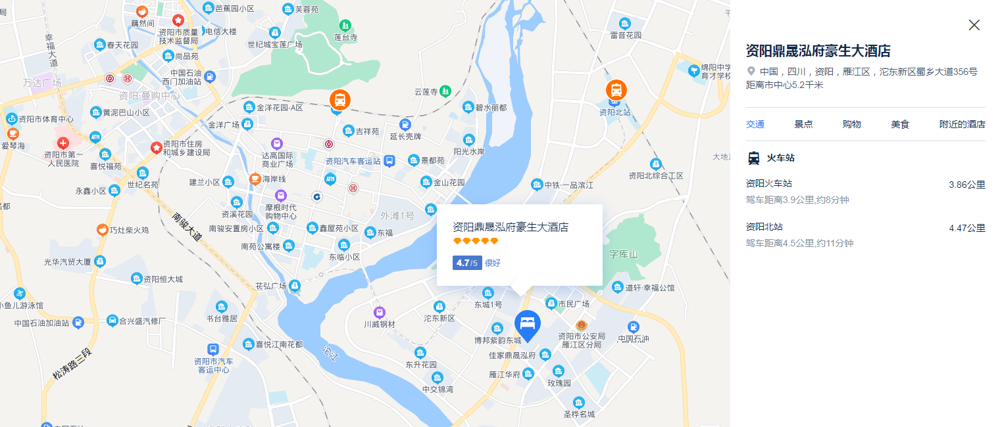 芭蕉园小区
芙蓉苑
藕然间
资阳市质量
技术监督局
电信大楼
世纪城宝莲广场
莲台寺
雷音花园
幸福大道
春天花园
尚品苑
中国石油
西门加油站
绵阳中学
育才学校
万达广场
资阳·曼购中心
云莲寺
碧水丽都
资阳北站
金洋花园-A区
黄泥巴山小区
资阳市体育中心
金洋广场
吉祥苑
延长壳牌
爱琴海
ATM
资阳市第一
人民医院
资阳市住房
和城乡建设局
达高国际
商业广场
阳光水岸
喜悦福苑
资阳汽车客运站
景都苑
大地
世纪名苑
建兰小区
海岸线
ATM
金山花园
资阳北综合工区
中铁·一品滨江
永鑫小区
摩根时代
购物中心
资溪花园
外滩1号
南骏大道
巧灶柴火鸡
南骏安置房小区
鑫屋苑小区
东福
南苑公寓楼
东临小区
字库山
光华汽贸大厦
资阳恒大城
苌弘广场
道轩·幸福公馆
小鱼儿游泳馆
书台雅居
东城1号
市民广场
沱东新区
川威钢材
中国石油加油站
合兴盛汽修厂
博邦紫韵东城
资阳市公安局
雁江区分局
中国石油
喜悦江南花都
沱江
佳家鼎晟泓府
松涛路三段
资阳市汽车
客运中心
东升花园
雁江华府
玫瑰园
中交锦湾
圣桦名城
资阳鼎晟泓府豪生大酒店
4.7/5 很好
资阳鼎晟泓府豪生大酒店
中国，四川，资阳，雁江区，沱东新区蜀乡大道356号
距离市中心5.2千米
交通 景点 购物 美食 附近的酒店
火车站
资阳火车站 3.86公里
驾车距离3.9公里,约8分钟
资阳北站 4.47公里
驾车距离4.5公里,约11分钟